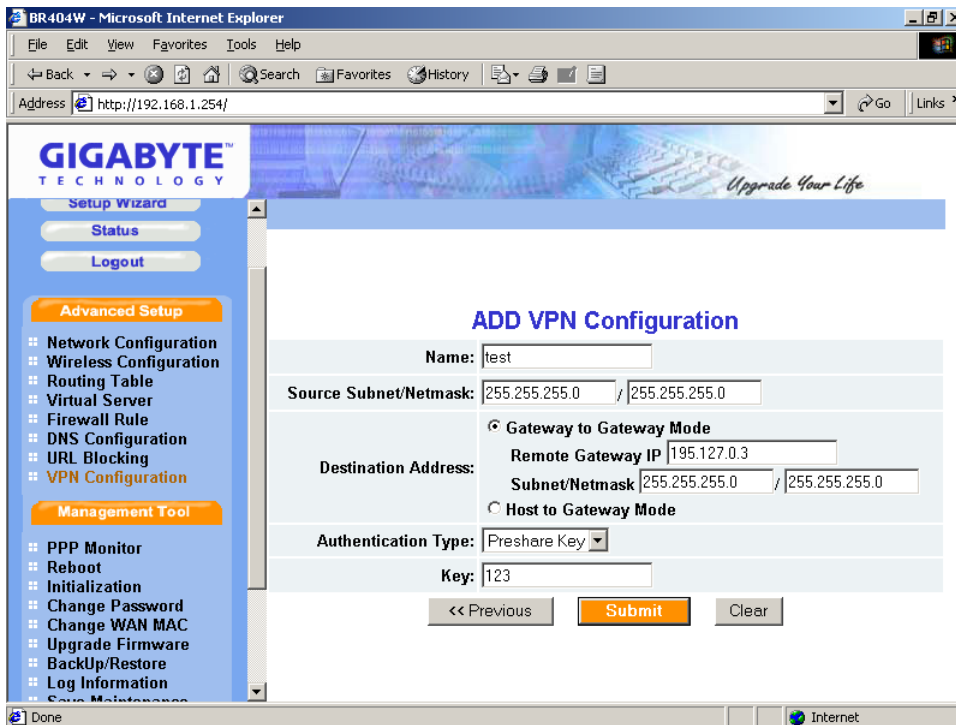 BR404W - Microsoft Internet Explorer
File Edit View Favorites Tools Help
Back Search Favorites History
Address http://192.168.1.254/ Go Links
GIGABYTE™
TECHNOLOGY
Upgrade Your Life
Setup Wizard
Status
Logout
Advanced Setup
Network Configuration
Wireless Configuration
Routing Table
Virtual Server
Firewall Rule
DNS Configuration
URL Blocking
VPN Configuration
Management Tool
PPP Monitor
Reboot
Initialization
Change Password
Change WAN MAC
Upgrade Firmware
BackUp/Restore
Log Information
ADD VPN Configuration
Name: test
Source Subnet/Netmask: 255.255.255.0 / 255.255.255.0
Destination Address:
Gateway to Gateway Mode
Remote Gateway IP 195.127.0.3
Subnet/Netmask 255.255.255.0 / 255.255.255.0
Host to Gateway Mode
Authentication Type: Preshare Key
Key: 123
<< Previous Submit Clear
Done Internet